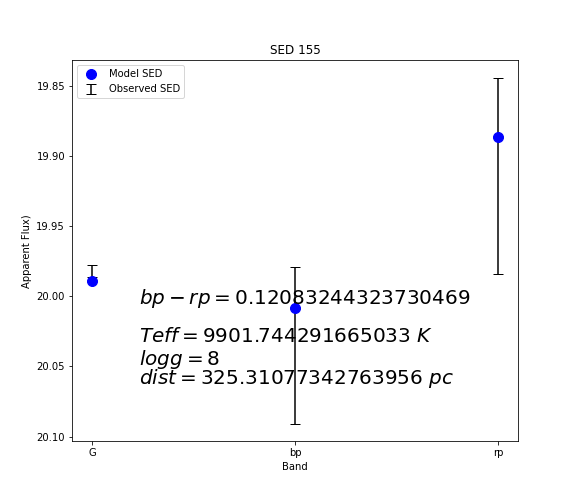 SED 155
Model SED
Observed SED
19.85
19.90
19.95
20.00
20.05
20.10
Apparent Flux)
bp − rp = 0.12083244323730469
Teff = 9901.744291665033 K
logg = 8
dist = 325.31077342763956 pc
G bp rp
Band